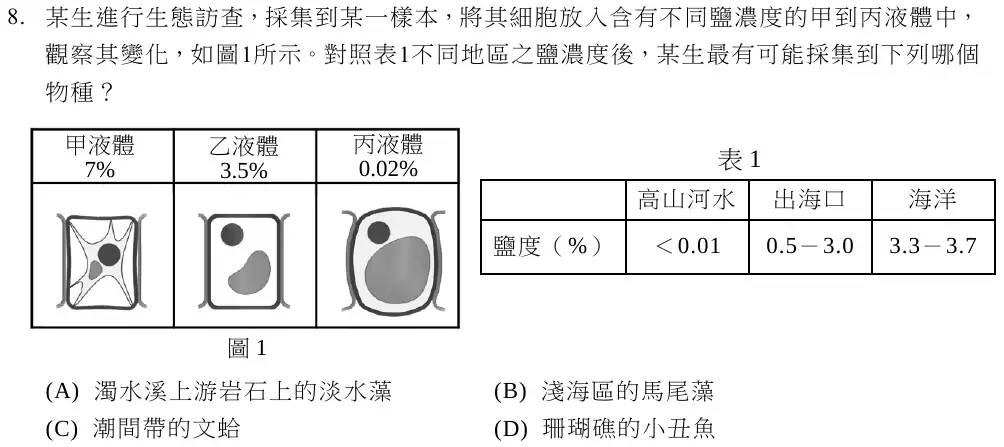 8. 某生進行生態訪查，採集到某一樣本，將其細胞放入含有不同鹽濃度的甲到丙液體中，
觀察其變化，如圖1所示。對照表1不同地區之鹽濃度後，某生最有可能採集到下列哪個
物種？
甲液體 乙液體 丙液體
7% 3.5% 0.02%
圖 1
表 1
高山河水 出海口 海洋
鹽度（%） ＜0.01 0.5－3.0 3.3－3.7
(A) 濁水溪上游岩石上的淡水藻 (B) 淺海區的馬尾藻
(C) 潮間帶的文蛤 (D) 珊瑚礁的小丑魚